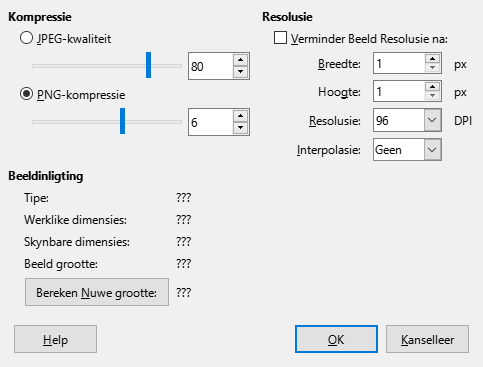 Kompressie
JPEG-kwaliteit
80
PNG-kompressie
6
Resolusie
Verminder Beeld Resolusie na:
Breedte: 1 px
Hoogte: 1 px
Resolusie: 96 DPI
Interpolasie: Geen
Beeldinligting
Tipe: ???
Werklike dimensies: ???
Skynbare dimensies: ???
Beeld grootte: ???
Bereken Nuwe grootte: ???
Help
OK
Kanselleer